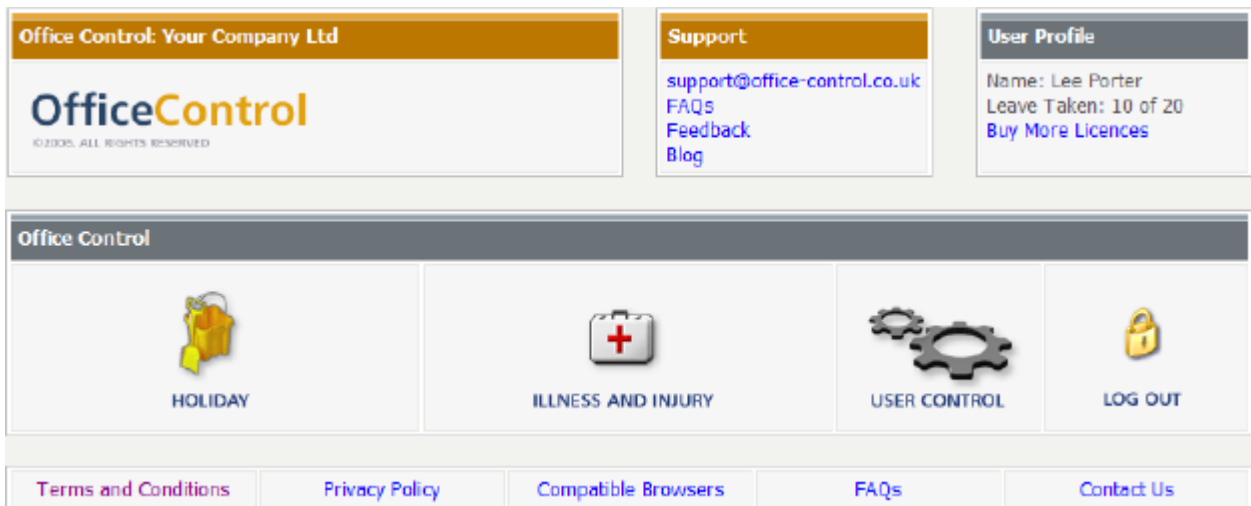 Office Control: Your Company Ltd
OfficeControl
©2006. ALL RIGHTS RESERVED
Support
support@office-control.co.uk
FAQs
Feedback
Blog
User Profile
Name: Lee Porter
Leave Taken: 10 of 20
Buy More Licences
Office Control
HOLIDAY
ILLNESS AND INJURY
USER CONTROL
LOG OUT
Terms and Conditions
Privacy Policy
Compatible Browsers
FAQs
Contact Us